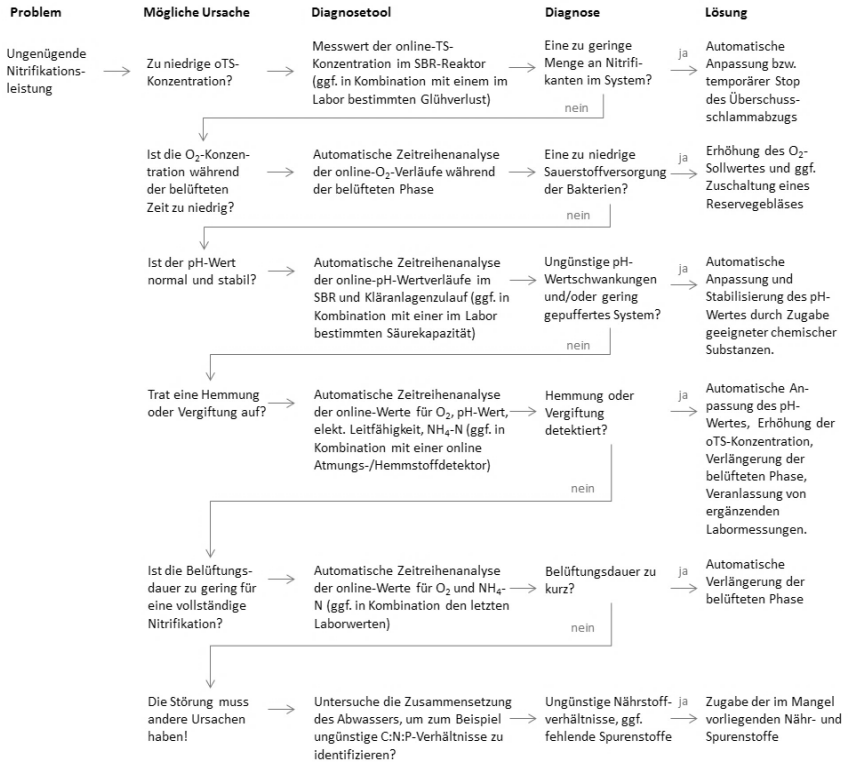 Problem
Mögliche Ursache
Diagnosetool
Diagnose
Lösung
Ungenügende
Nitrifikations-
leistung
Zu niedrige oTS-
Konzentration?
Messwert der online-TS-
Konzentration im SBR-Reaktor
(ggf. in Kombination mit einem im
Labor bestimmten Glühverlust)
Eine zu geringe
Menge an Nitrifi-
kanten im System?
ja
Automatische
Anpassung bzw.
temporärer Stop
des Überschuss-
schlammabzugs
nein
Ist die O₂-Konzen-
tration während
der belüfteten
Zeit zu niedrig?
Automatische Zeitreihenanalyse
der online-O₂-Verläufe während
der belüfteten Phase
Eine zu niedrige
Sauerstoffversorgung
der Bakterien?
ja
Erhöhung des O₂-
Sollwertes und ggf.
Zuschaltung eines
Reservegebläses
nein
Ist der pH-Wert
normal und stabil?
Automatische Zeitreihenanalyse
der online-pH-Wertverläufe im
SBR und Kläranlagenzulauf (ggf. in
Kombination mit einer im Labor
bestimmten Säurekapazität)
Ungünstige pH-
Wertschwankungen
und/oder gering
gepuffertes System?
ja
Automatische
Anpassung und
Stabilisierung des pH-
Wertes durch Zugabe
geeigneter chemischer
Substanzen.
nein
Trat eine Hemmung
oder Vergiftung auf?
Automatische Zeitreihenanalyse
der online-Werte für O₂, pH-Wert,
elekt. Leitfähigkeit, NH₄-N (ggf. in
Kombination mit einer online
Atmungs-/Hemmstoffdetektor)
Hemmung oder
Vergiftung
detektiert?
ja
Automatische An-
passung des pH-
Wertes, Erhöhung der
oTS-Konzentration,
Verlängerung der
belüfteten Phase,
Veranlassung von
ergänzenden
Labormessungen.
nein
Ist die Belüftungs-
dauer zu gering für
eine vollständige
Nitrifikation?
Automatische Zeitreihenanalyse
der online-Werte für O₂ und NH₄-
N (ggf. in Kombination den letzten
Laborwerten)
Belüftungsdauer zu
kurz?
ja
Automatische
Verlängerung der
belüfteten Phase
nein
Die Störung muss
andere Ursachen
haben!
Untersuche die Zusammensetzung
des Abwassers, um zum Beispiel
ungünstige C:N:P-Verhältnisse zu
identifizieren?
Ungünstige Nährstoff-
verhältnisse, ggf.
fehlende Spurenstoffe
ja
Zugabe der im Mangel
vorliegenden Nähr- und
Spurenstoffe